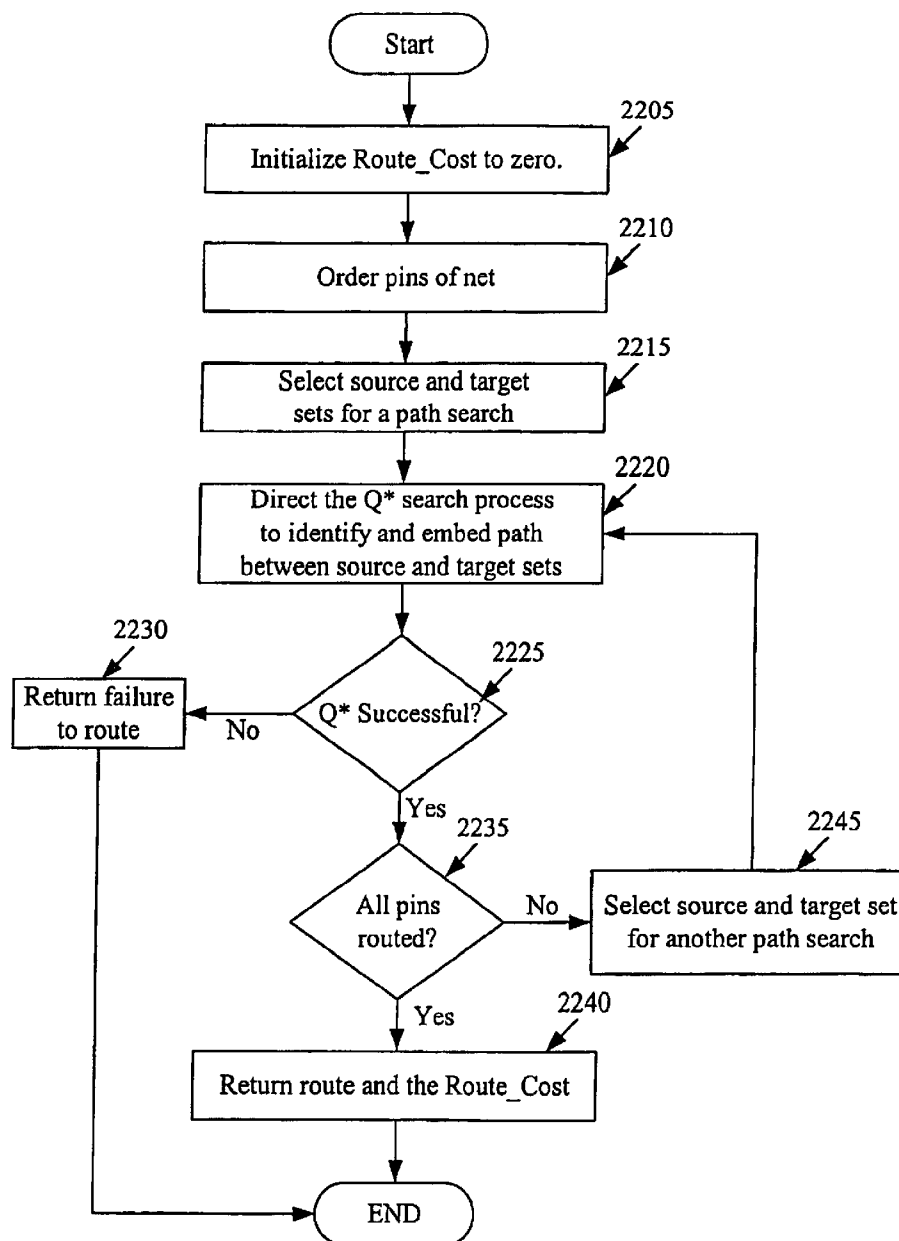 Start
2205
Initialize Route_Cost to zero.
2210
Order pins of net
2215
Select source and target
sets for a path search
2220
Direct the Q* search process
to identify and embed path
between source and target sets
2225
Q* Successful?
2230
Return failure
to route
No
Yes
2235
All pins
routed?
No
2245
Select source and target set
for another path search
Yes
2240
Return route and the Route_Cost
END